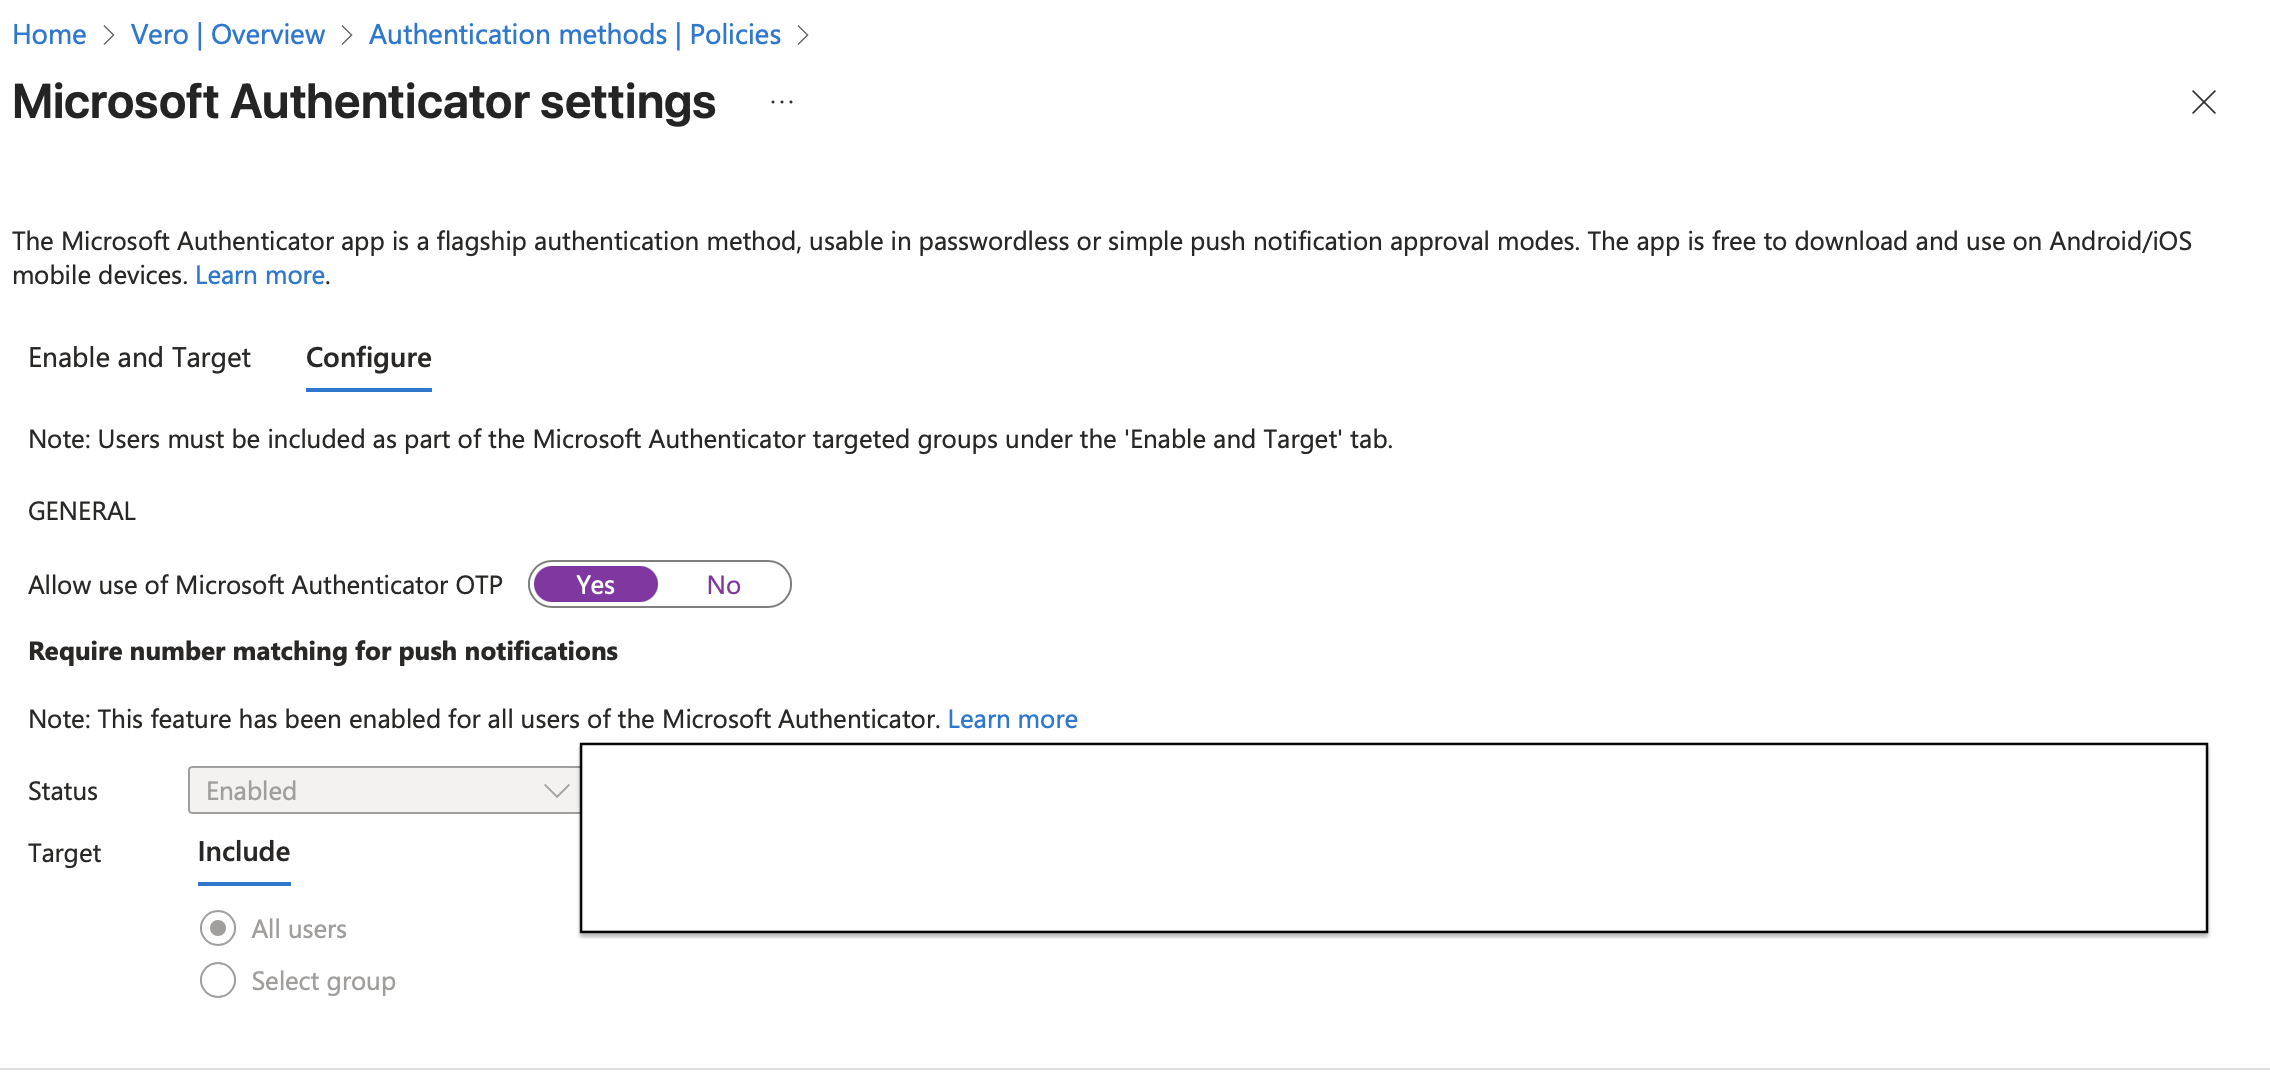 Home > Vero | Overview > Authentication methods | Policies >
Microsoft Authenticator settings ...
The Microsoft Authenticator app is a flagship authentication method, usable in passwordless or simple push notification approval modes. The app is free to download and use on Android/iOS
mobile devices. Learn more.
Enable and Target Configure
Note: Users must be included as part of the Microsoft Authenticator targeted groups under the 'Enable and Target' tab.
GENERAL
Allow use of Microsoft Authenticator OTP Yes No
Require number matching for push notifications
Note: This feature has been enabled for all users of the Microsoft Authenticator. Learn more
Status Enabled
Target Include
All users
Select group